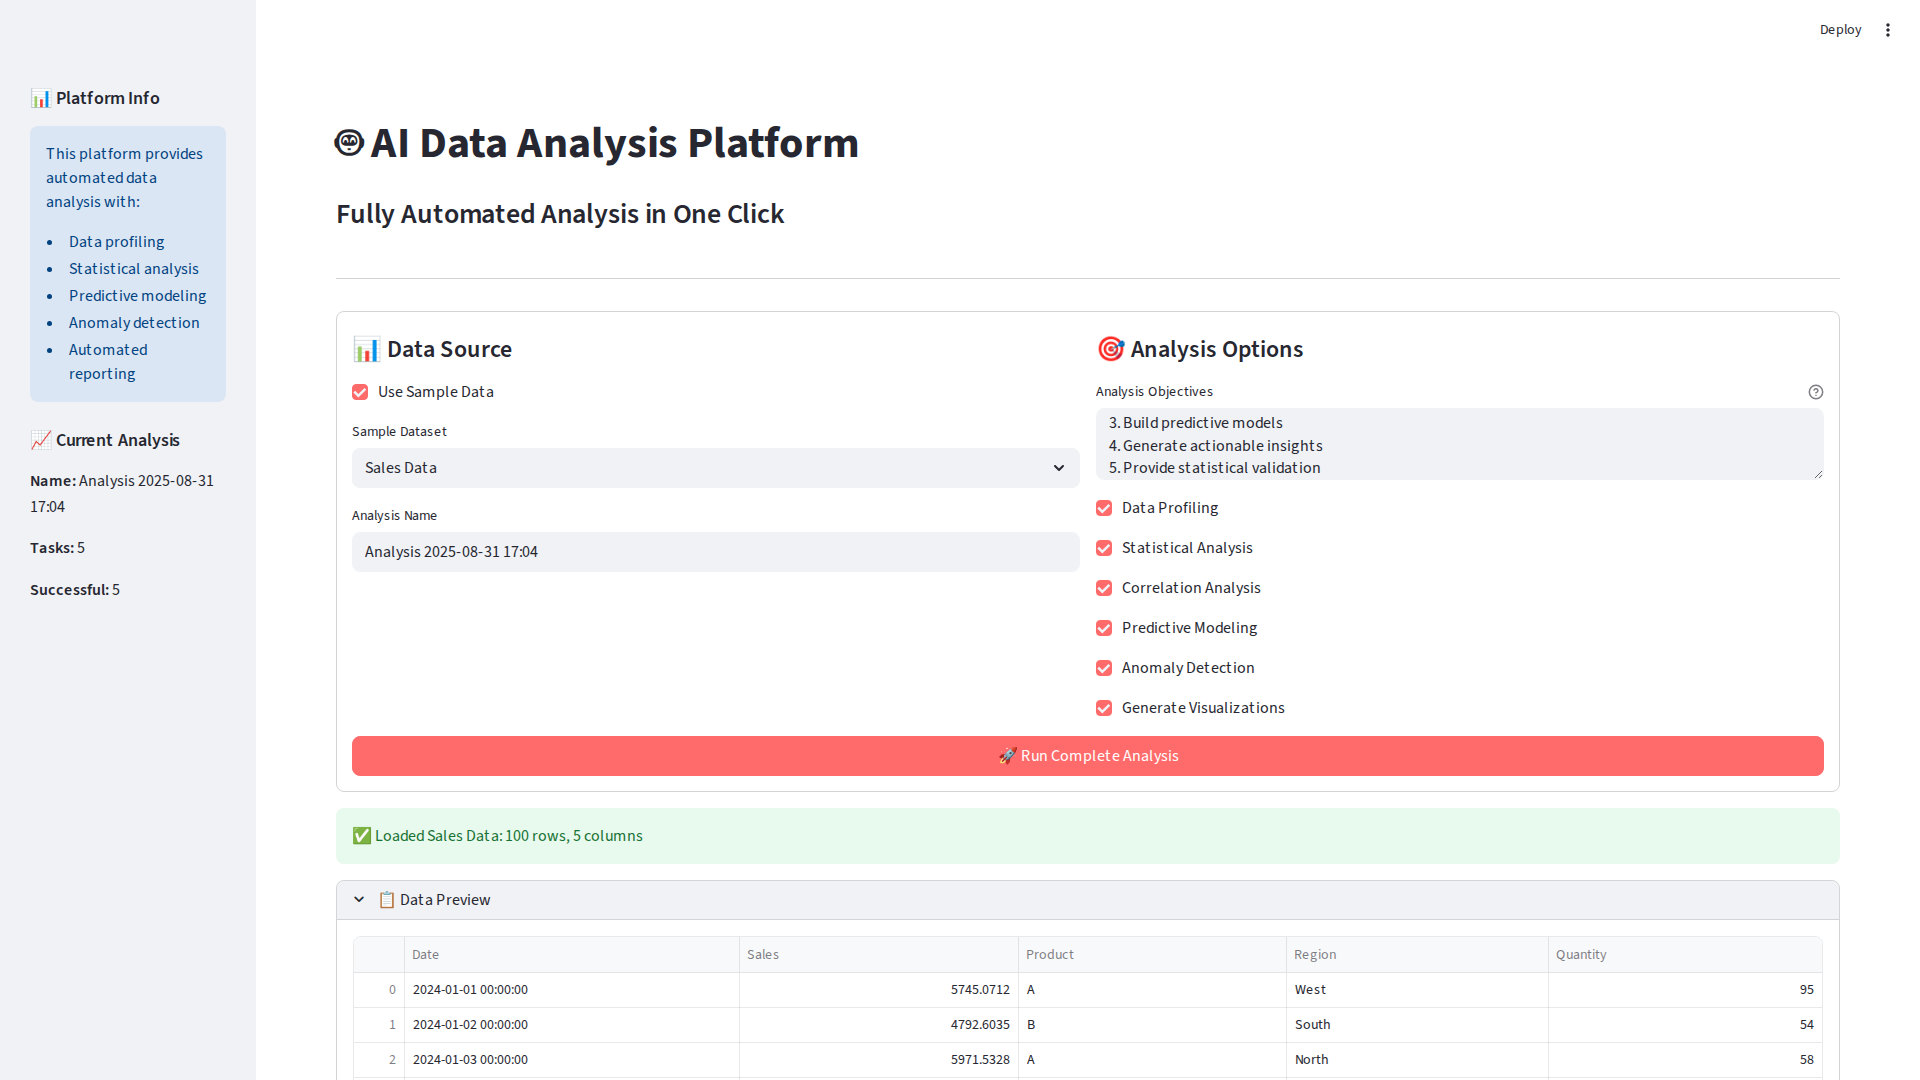 Deploy
📊 Platform Info
This platform provides
automated data
analysis with:
• Data profiling
• Statistical analysis
• Predictive modeling
• Anomaly detection
• Automated
reporting
📈 Current Analysis
Name: Analysis 2025-08-31
17:04
Tasks: 5
Successful: 5
AI Data Analysis Platform
Fully Automated Analysis in One Click
📊 Data Source
Use Sample Data
Sample Dataset
Sales Data
Analysis Name
Analysis 2025-08-31 17:04
🎯 Analysis Options
Analysis Objectives
3. Build predictive models
4. Generate actionable insights
5. Provide statistical validation
Data Profiling
Statistical Analysis
Correlation Analysis
Predictive Modeling
Anomaly Detection
Generate Visualizations
🚀 Run Complete Analysis
✅ Loaded Sales Data: 100 rows, 5 columns
📋 Data Preview
Date Sales Product Region Quantity
0 2024-01-01 00:00:00 5745.0712 A West 95
1 2024-01-02 00:00:00 4792.6035 B South 54
2 2024-01-03 00:00:00 5971.5328 A North 58